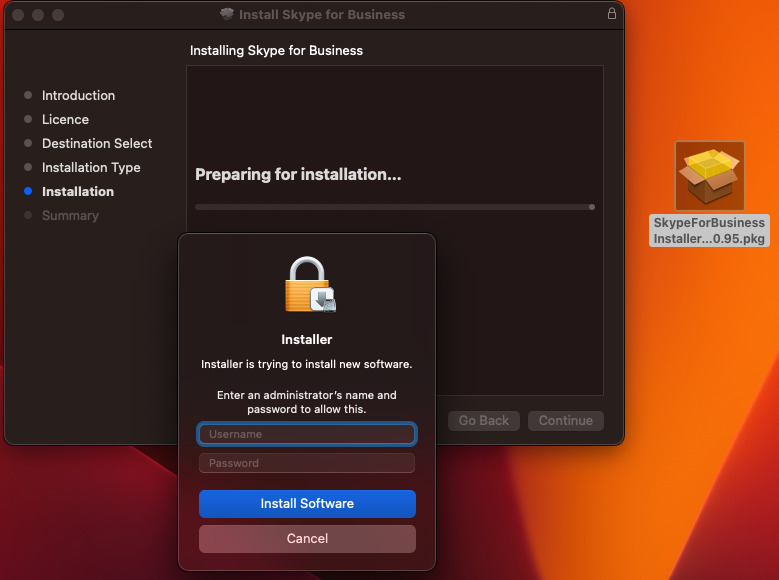 Install Skype for Business
Installing Skype for Business
Introduction
Licence
Destination Select
Installation Type
Installation
Summary
Preparing for installation...
SkypeForBusiness
Installer...0.95.pkg
Installer
Installer is trying to install new software.
Enter an administrator's name and
password to allow this.
Username
Password
Install Software
Cancel
Go Back
Continue